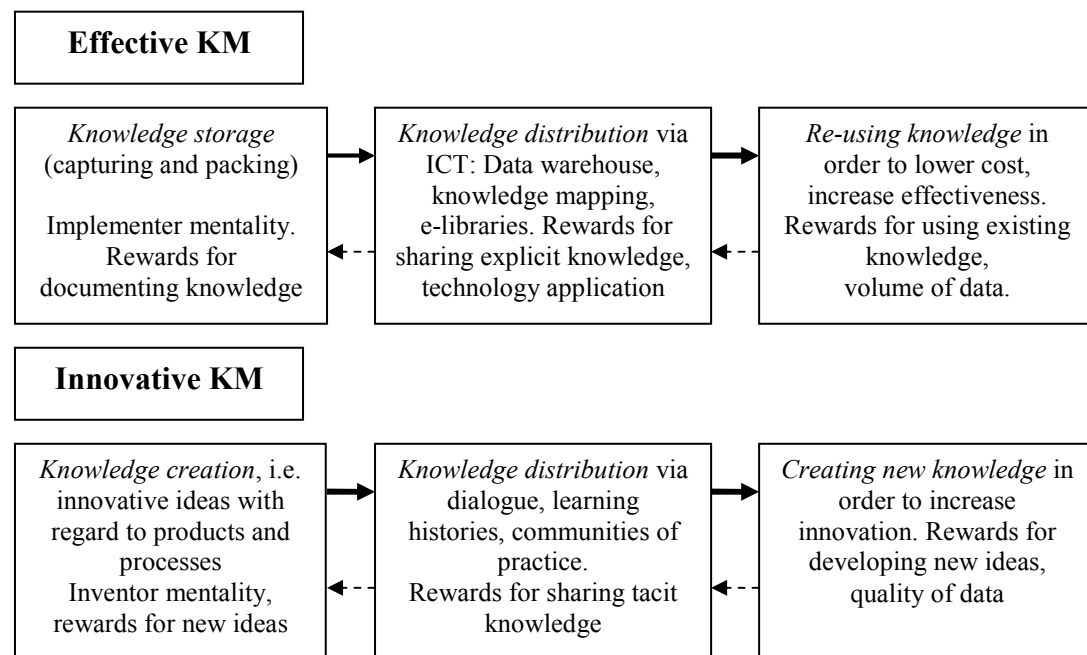 Effective KM
Knowledge storage
(capturing and packing)
Implementer mentality.
Rewards for
documenting knowledge
Knowledge distribution via
ICT: Data warehouse,
knowledge mapping,
e-libraries. Rewards for
sharing explicit knowledge,
technology application
Re-using knowledge in
order to lower cost,
increase effectiveness.
Rewards for using existing
knowledge,
volume of data.
Innovative KM
Knowledge creation, i.e.
innovative ideas with
regard to products and
processes
Inventor mentality,
rewards for new ideas
Knowledge distribution via
dialogue, learning
histories, communities of
practice.
Rewards for sharing tacit
knowledge
Creating new knowledge in
order to increase
innovation. Rewards for
developing new ideas,
quality of data